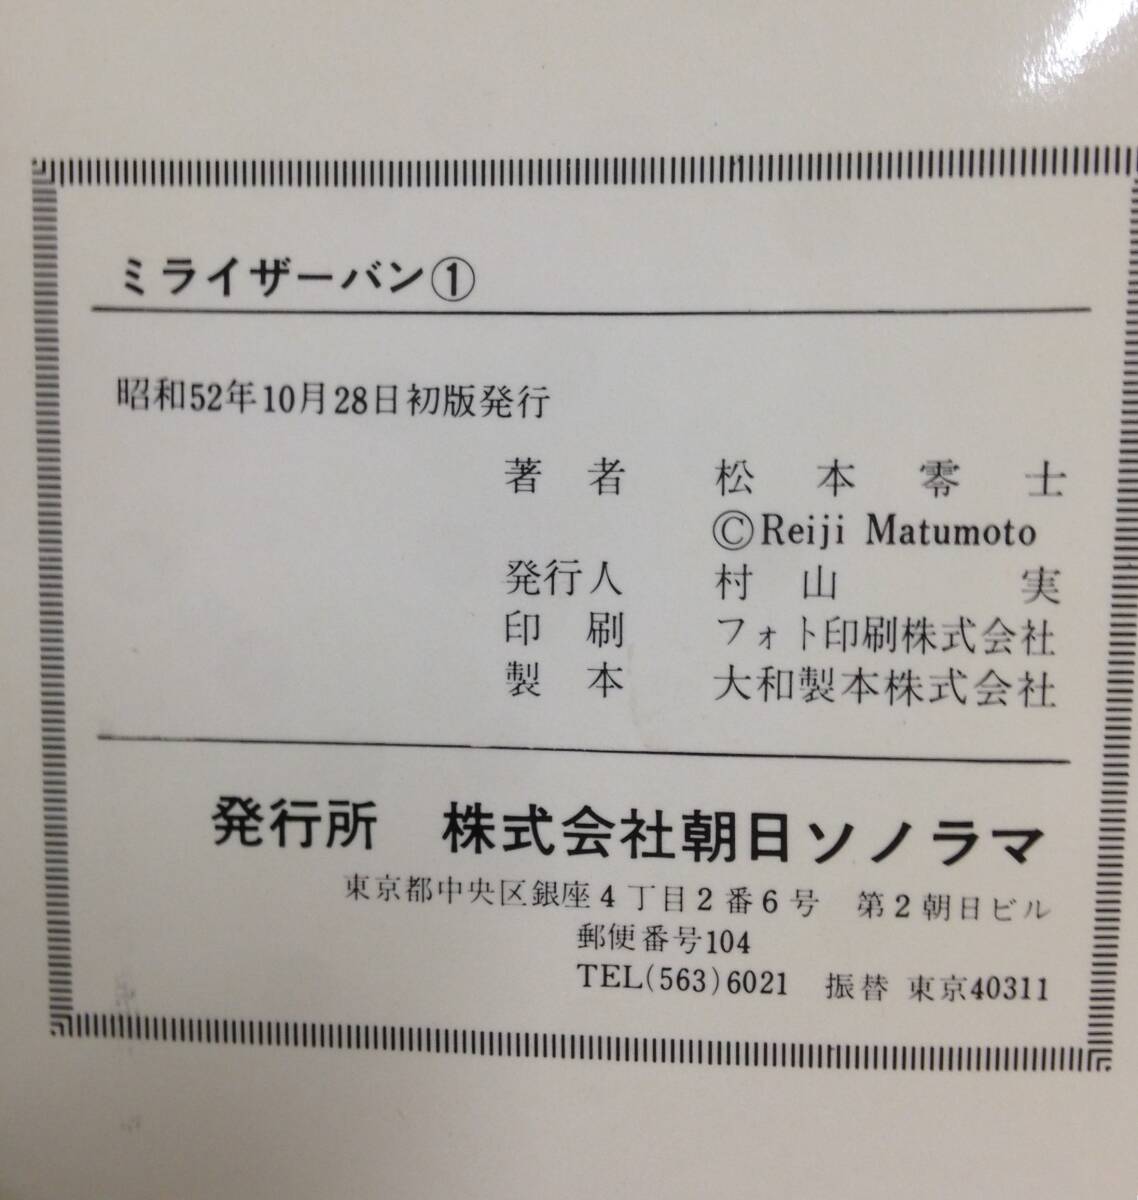 ミライザーバン①
昭和52年10月28日初版発行
著者 松本零士
©Reiji Matumoto
発行人 村山 実
印刷 フォト印刷株式会社
製本 大和製本株式会社
発行所 株式会社朝日ソノラマ
東京都中央区銀座4丁目2番6号 第2朝日ビル
郵便番号104
TEL(563)6021 振替 東京40311